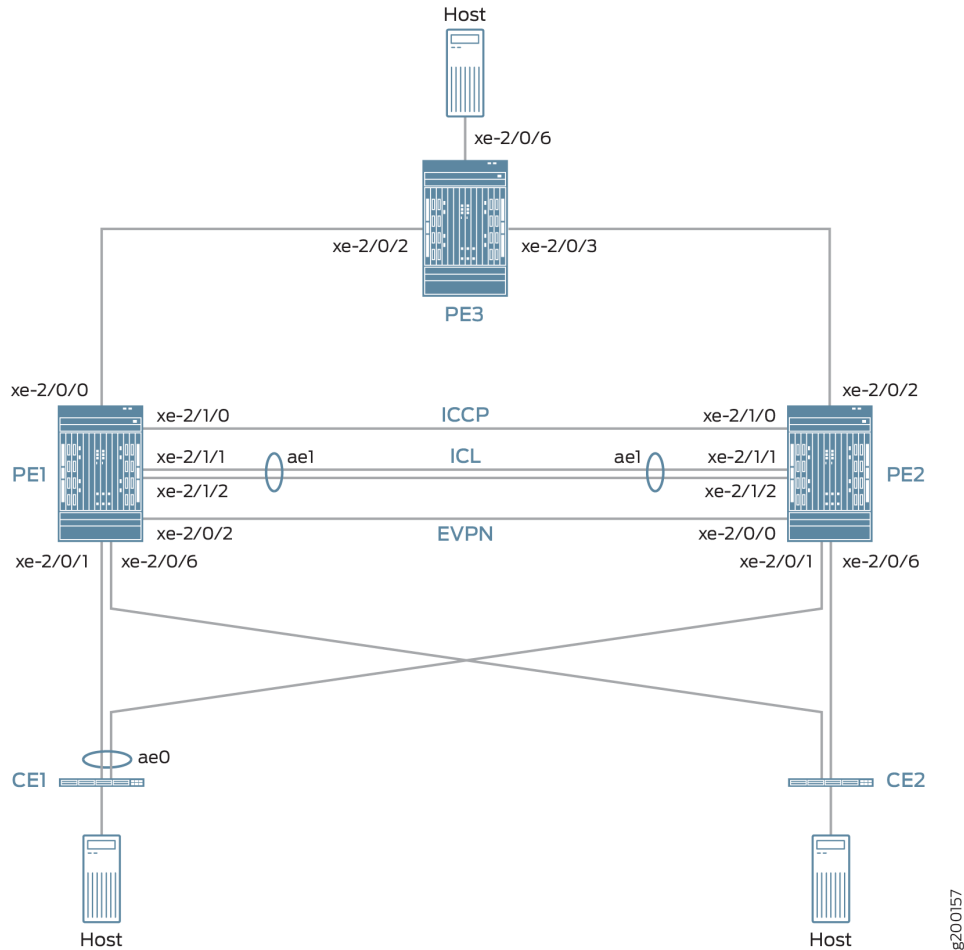 Host
xe-2/0/6
xe-2/0/2
xe-2/0/3
PE3
xe-2/0/0
xe-2/0/2
xe-2/1/0
ICCP
xe-2/1/0
xe-2/1/1
ae1
ICL
ae1
xe-2/1/1
PE1
PE2
xe-2/1/2
xe-2/1/2
xe-2/0/2
EVPN
xe-2/0/0
xe-2/0/1
xe-2/0/6
xe-2/0/1
xe-2/0/6
ae0
CE1
CE2
Host
Host
g200157